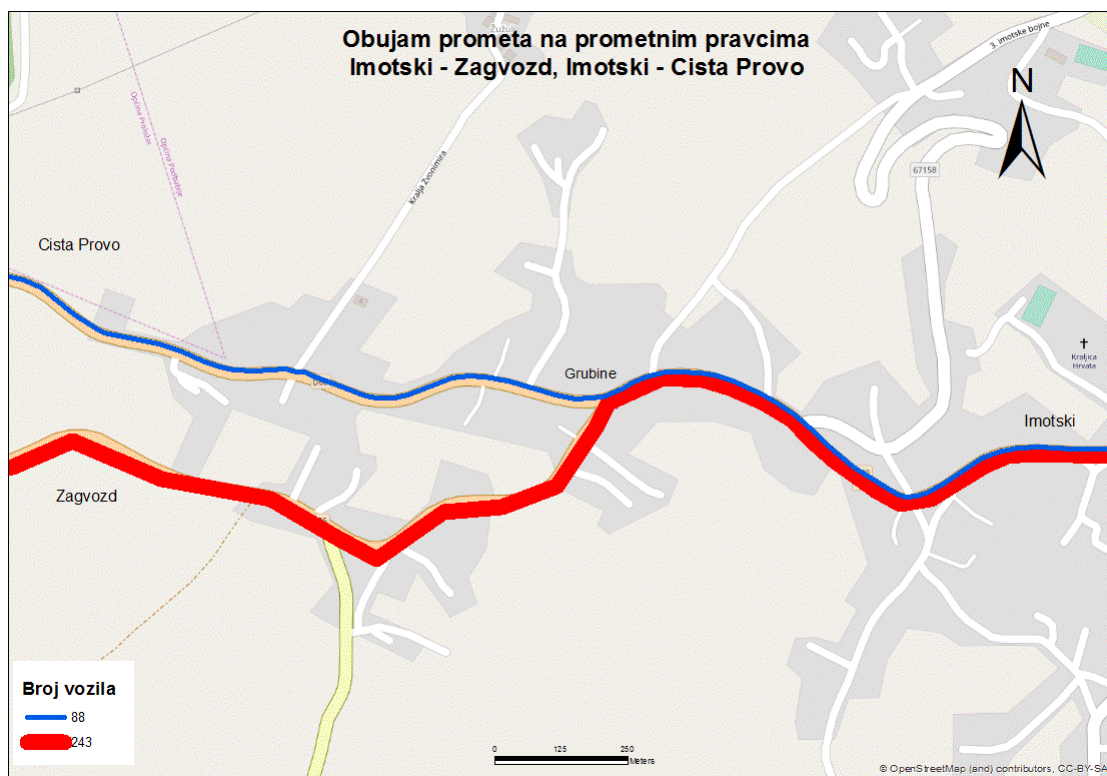 Obujam prometa na prometnim pravcima
Imotski - Zagvozd, Imotski - Cista Provo
3. imotske bojne
N
Općina Proložac
Općina Podbablje
Kralja Zvonimira
67158
Cista Provo
Grubine
Kraljica
Hrvata
Imotski
Zagvozd
Broj vozila
88
243
0 125 250
Meters
© OpenStreetMap (and) contributors, CC-BY-SA